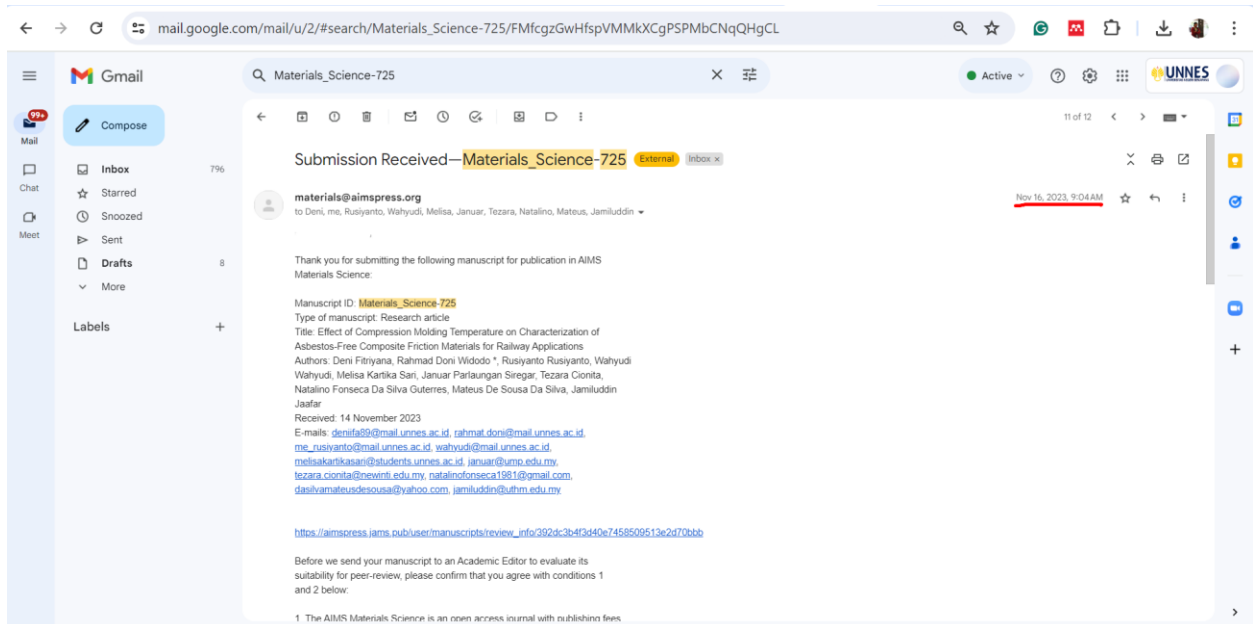 mail.google.com/mail/u/2/#search/Materials_Science-725/FMfcgzGwHfspVMMkXCgPSPMbCNqQHgCL
Gmail
Materials_Science-725
Active
UNNES
99+
Mail
Chat
Meet
Compose
Inbox 796
Starred
Snoozed
Sent
Drafts 8
More
Labels
11 of 12
Submission Received—Materials_Science-725 External Inbox x
materials@aimspress.org
Nov 16, 2023, 9:04 AM
to Deni, me, Rusiyanto, Wahyudi, Melisa, Januar, Tezara, Natalino, Mateus, Jamiluddin
Thank you for submitting the following manuscript for publication in AIMS
Materials Science:
Manuscript ID: Materials_Science-725
Type of manuscript: Research article
Title: Effect of Compression Molding Temperature on Characterization of
Asbestos-Free Composite Friction Materials for Railway Applications
Authors: Deni Fitriyana, Rahmad Doni Widodo *, Rusiyanto Rusiyanto, Wahyudi
Wahyudi, Melisa Kartika Sari, Januar Parlaungan Siregar, Tezara Cionita,
Natalino Fonseca Da Silva Guterres, Mateus De Sousa Da Silva, Jamiluddin
Jaafar
Received: 14 November 2023
E-mails: deniifa89@mail.unnes.ac.id, rahmat.doni@mail.unnes.ac.id,
me_rusiyanto@mail.unnes.ac.id, wahyudi@mail.unnes.ac.id,
melisakartikasari@students.unnes.ac.id, januar@ump.edu.my,
tezara.cionita@newinti.edu.my, natalinofonseca1981@gmail.com,
dasilvamateusdesousa@yahoo.com, jamiluddin@uthm.edu.my
https://aimspress.jams.pub/user/manuscripts/review_info/392dc3b4f3d40e7458509513e2d70bbb
Before we send your manuscript to an Academic Editor to evaluate its
suitability for peer-review, please confirm that you agree with conditions 1
and 2 below:
1. The AIMS Materials Science is an open access journal with publishing fees